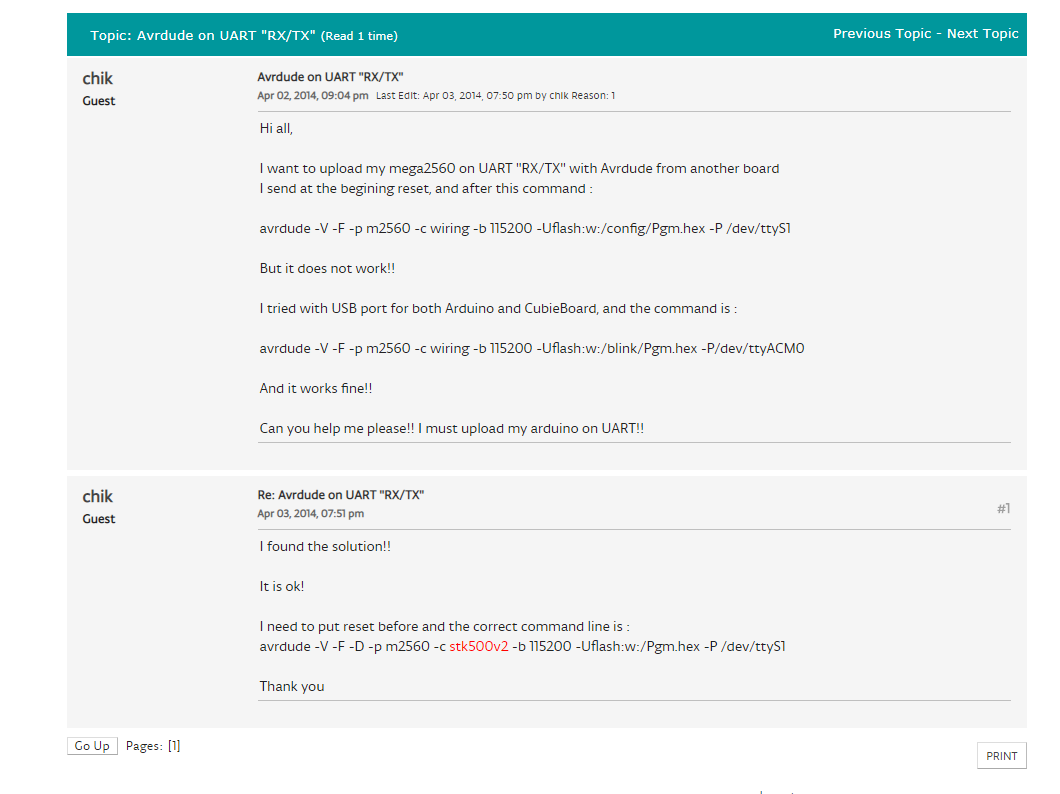 Topic: Avrdude on UART "RX/TX" (Read 1 time)
Previous Topic - Next Topic
chik
Guest
Avrdude on UART "RX/TX"
Apr 02, 2014, 09:04 pm Last Edit: Apr 03, 2014, 07:50 pm by chik Reason: 1
Hi all,
I want to upload my mega2560 on UART "RX/TX" with Avrdude from another board
I send at the begining reset, and after this command :
avrdude -V -F -p m2560 -c wiring -b 115200 -Uflash:w:/config/Pgm.hex -P /dev/ttyS1
But it does not work!!
I tried with USB port for both Arduino and CubieBoard, and the command is :
avrdude -V -F -p m2560 -c wiring -b 115200 -Uflash:w:/blink/Pgm.hex -P/dev/ttyACM0
And it works fine!!
Can you help me please!! I must upload my arduino on UART!!
chik
Guest
Re: Avrdude on UART "RX/TX"
Apr 03, 2014, 07:51 pm
#1
I found the solution!!
It is ok!
I need to put reset before and the correct command line is :
avrdude -V -F -D -p m2560 -c stk500v2 -b 115200 -Uflash:w:/Pgm.hex -P /dev/ttyS1
Thank you
Go Up Pages: [1]
PRINT